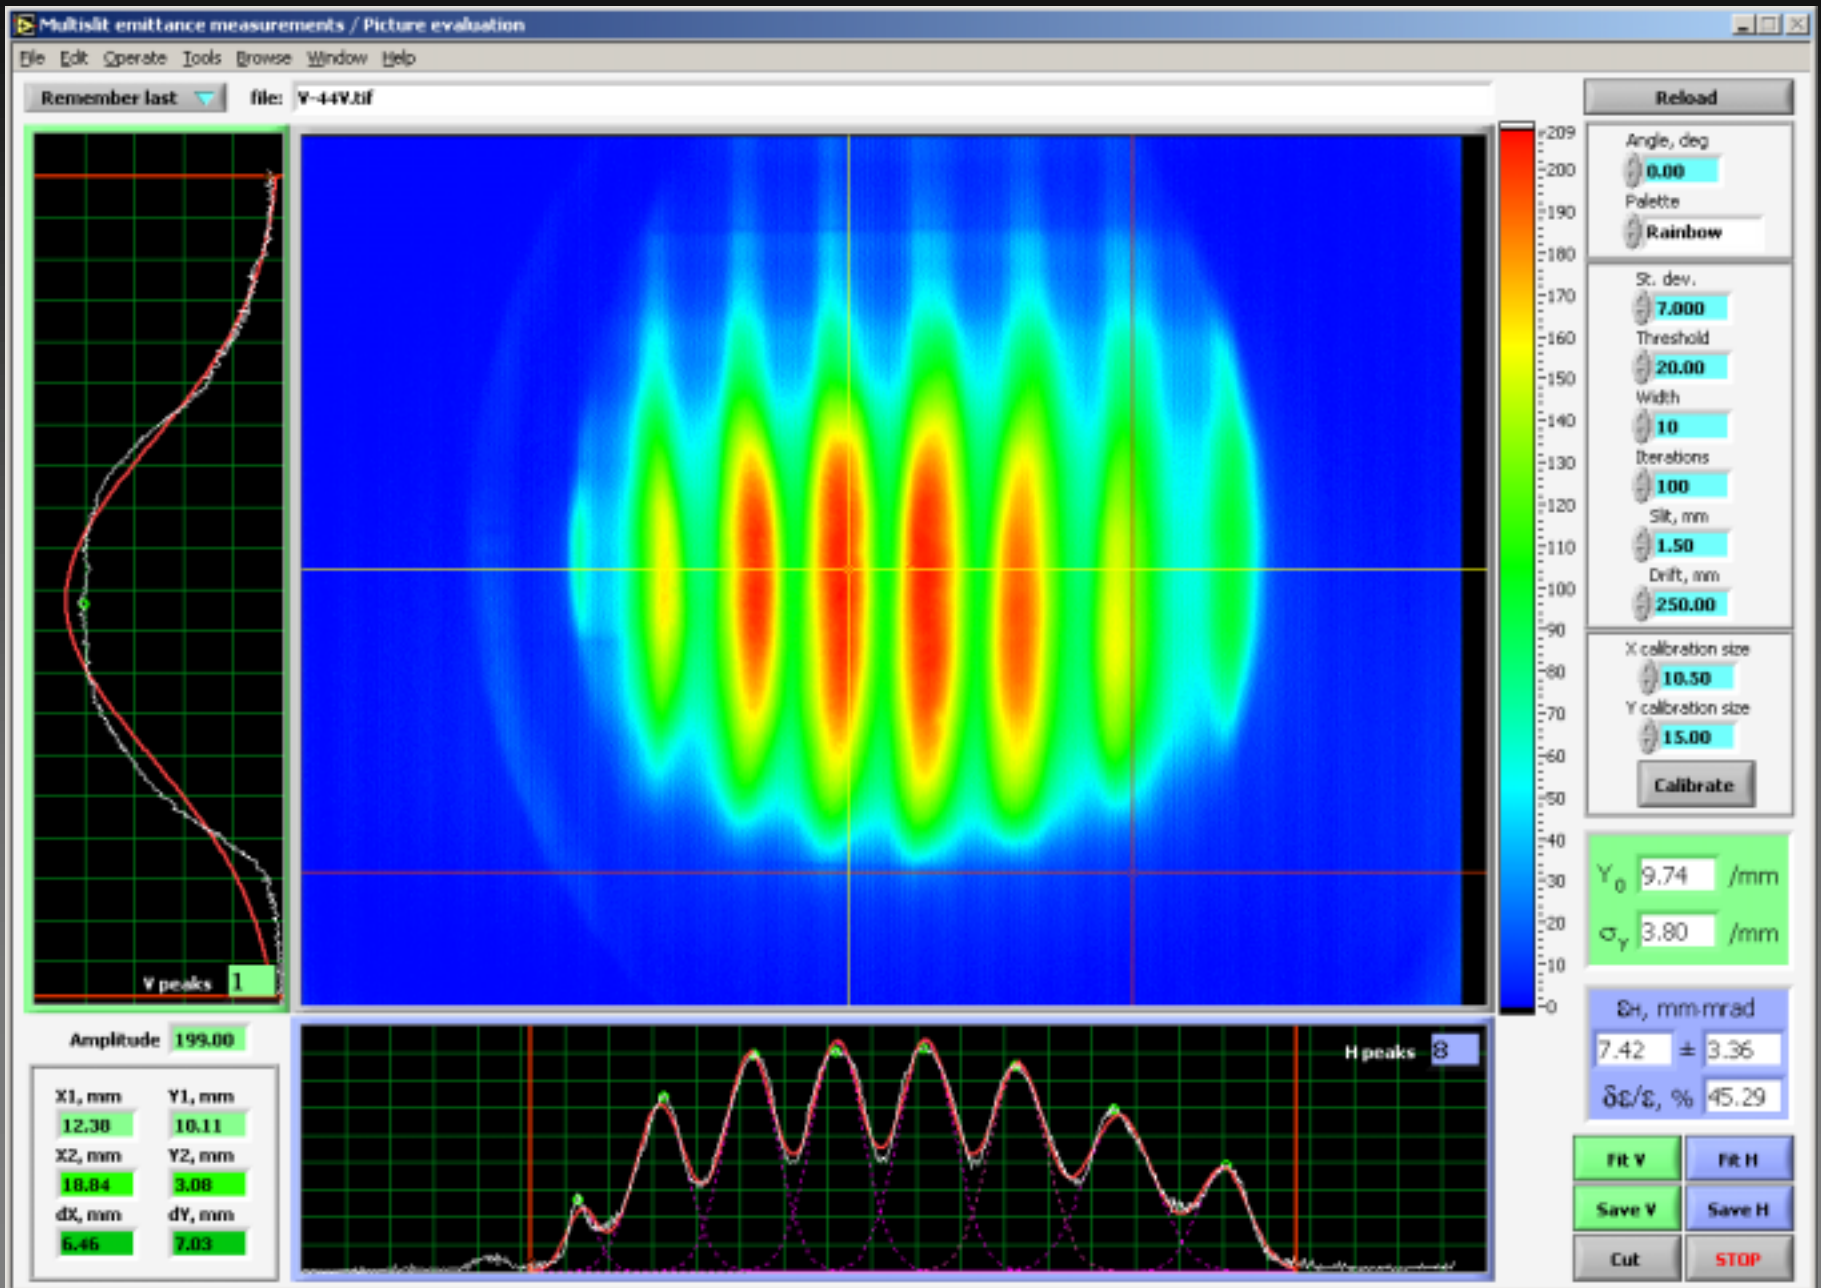 Multislit emittance measurements / Picture evaluation
File Edit Operate Tools Browse Window Help
Remember last file: V-44V.tif
Reload
Angle, deg
0.00
Palette
Rainbow
St. dev.
7.000
Threshold
20.00
Width
10
Iterations
100
Slit, mm
1.50
Drift, mm
250.00
X calibration size
10.50
Y calibration size
15.00
Calibrate
209
200
190
180
170
160
150
140
130
120
110
100
90
80
70
60
50
40
30
20
10
0
Y0 9.74 /mm
σY 3.80 /mm
εH, mm·mrad
7.42 ± 3.36
δε/ε, % 45.29
Fit V Fit H
Save V Save H
Cut STOP
V peaks 1
Amplitude 199.00
X1, mm Y1, mm
12.38 10.11
X2, mm Y2, mm
18.84 3.08
dX, mm dY, mm
6.46 7.03
H peaks 8